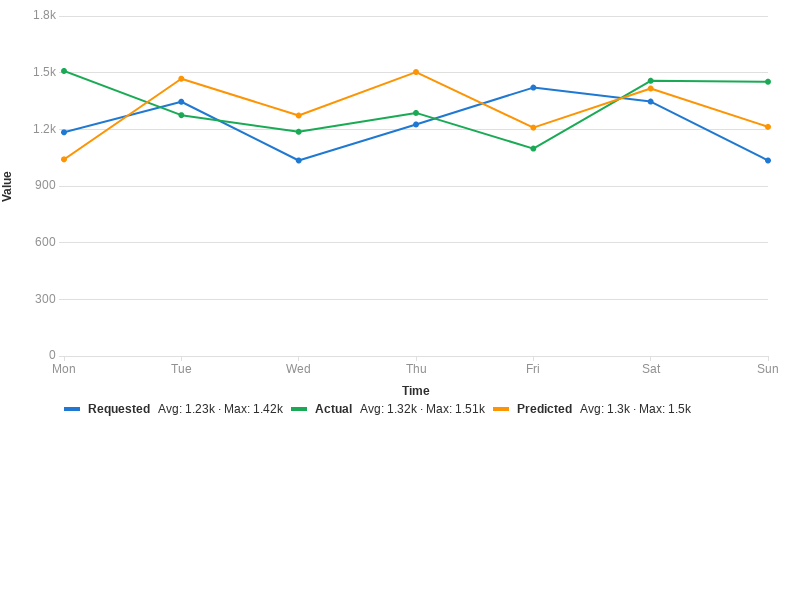 1.8k
1.5k
1.2k
900
600
300
0
Value
Mon Tue Wed Thu Fri Sat Sun
Time
Requested Avg: 1.23k · Max: 1.42k Actual Avg: 1.32k · Max: 1.51k Predicted Avg: 1.3k · Max: 1.5k